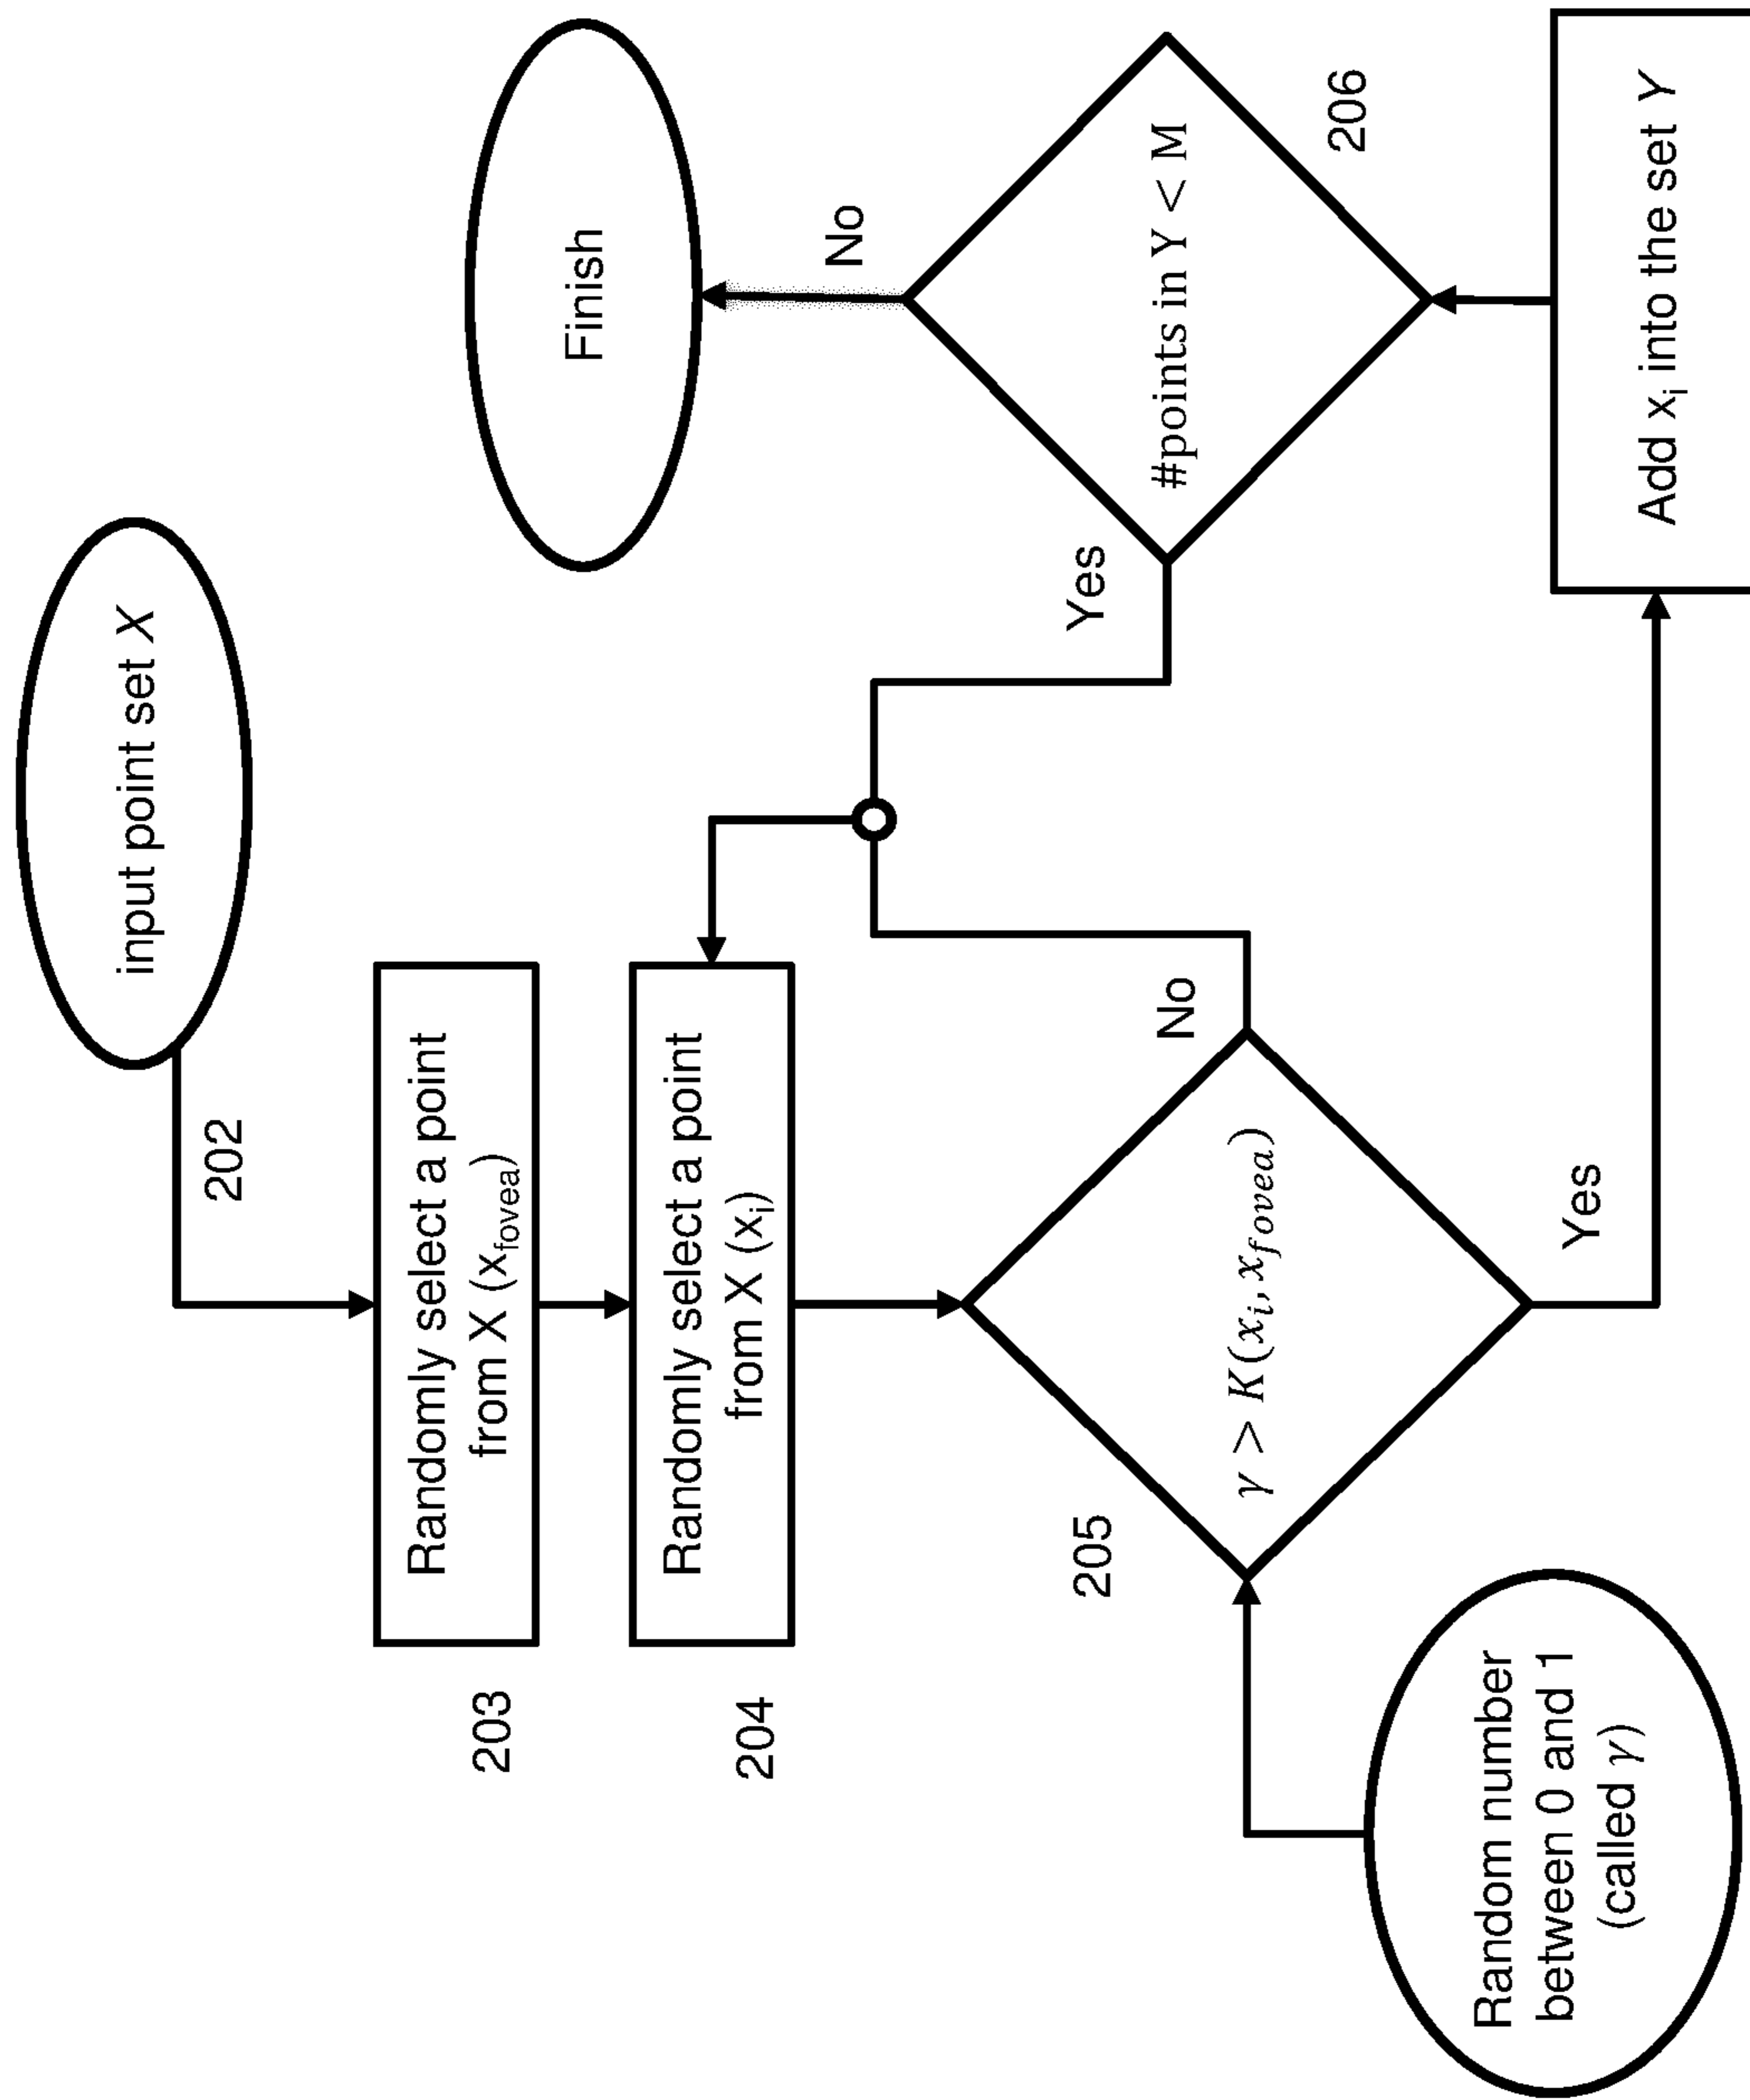 input point set X
202
Randomly select a point
from X (x_fovea)
203
Randomly select a point
from X (x_i)
204
γ > K(x_i, x_fovea)
205
No
Yes
Random number
between 0 and 1
(called γ)
Add x_i into the set Y
#points in Y < M
206
Yes
No
Finish